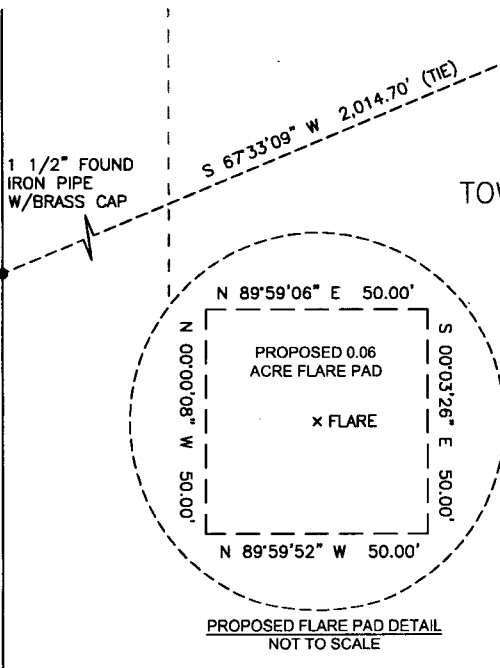 S 67°33'09" W 2,014.70' (TIE)
1 1/2" FOUND
IRON PIPE
W/BRASS CAP
TOW
N 89°59'06" E 50.00'
N 00°00'08" W 50.00'
PROPOSED 0.06
ACRE FLARE PAD
× FLARE
S 00°03'26" E 50.00'
N 89°59'52" W 50.00'
PROPOSED FLARE PAD DETAIL
NOT TO SCALE